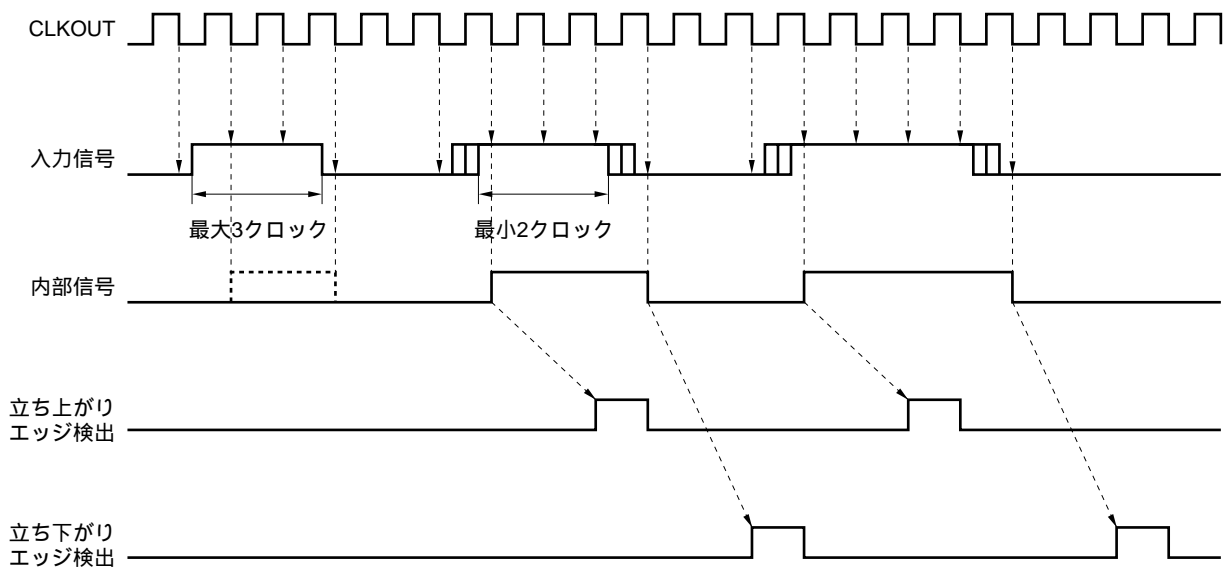 CLKOUT
入力信号
最大3クロック
最小2クロック
内部信号
立ち上がり
エッジ検出
立ち下がり
エッジ検出